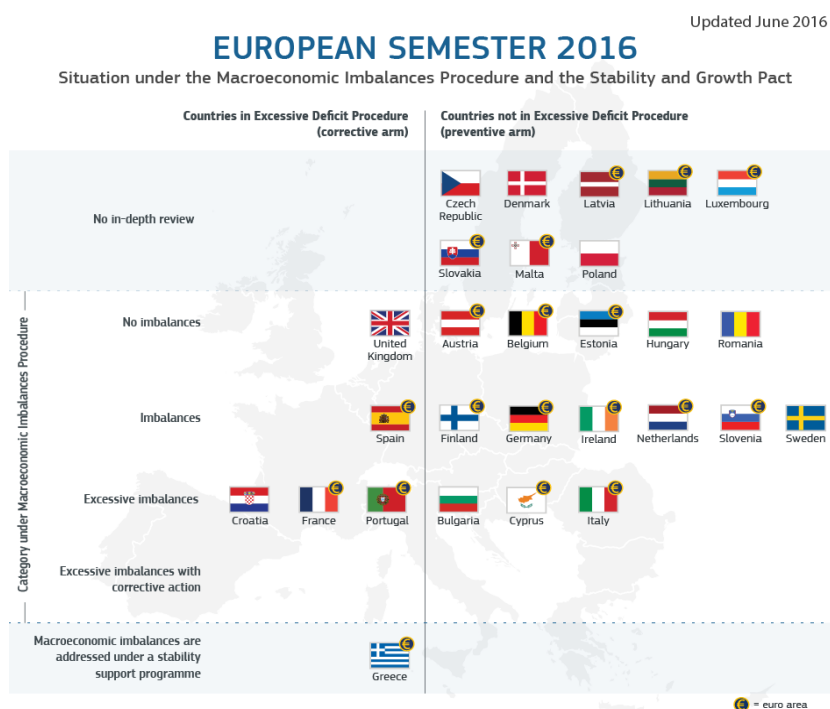 Updated June 2016
EUROPEAN SEMESTER 2016
Situation under the Macroeconomic Imbalances Procedure and the Stability and Growth Pact
Countries in Excessive Deficit Procedure
(corrective arm)
Countries not in Excessive Deficit Procedure
(preventive arm)
No in-depth review
Czech
Republic
Denmark
Latvia
Lithuania
Luxembourg
Slovakia
Malta
Poland
Category under Macroeconomic Imbalances Procedure
No imbalances
United
Kingdom
Austria
Belgium
Estonia
Hungary
Romania
Imbalances
Spain
Finland
Germany
Ireland
Netherlands
Slovenia
Sweden
Excessive imbalances
Croatia
France
Portugal
Bulgaria
Cyprus
Italy
Excessive imbalances with
corrective action
Macroeconomic imbalances are
addressed under a stability
support programme
Greece
€ = euro area